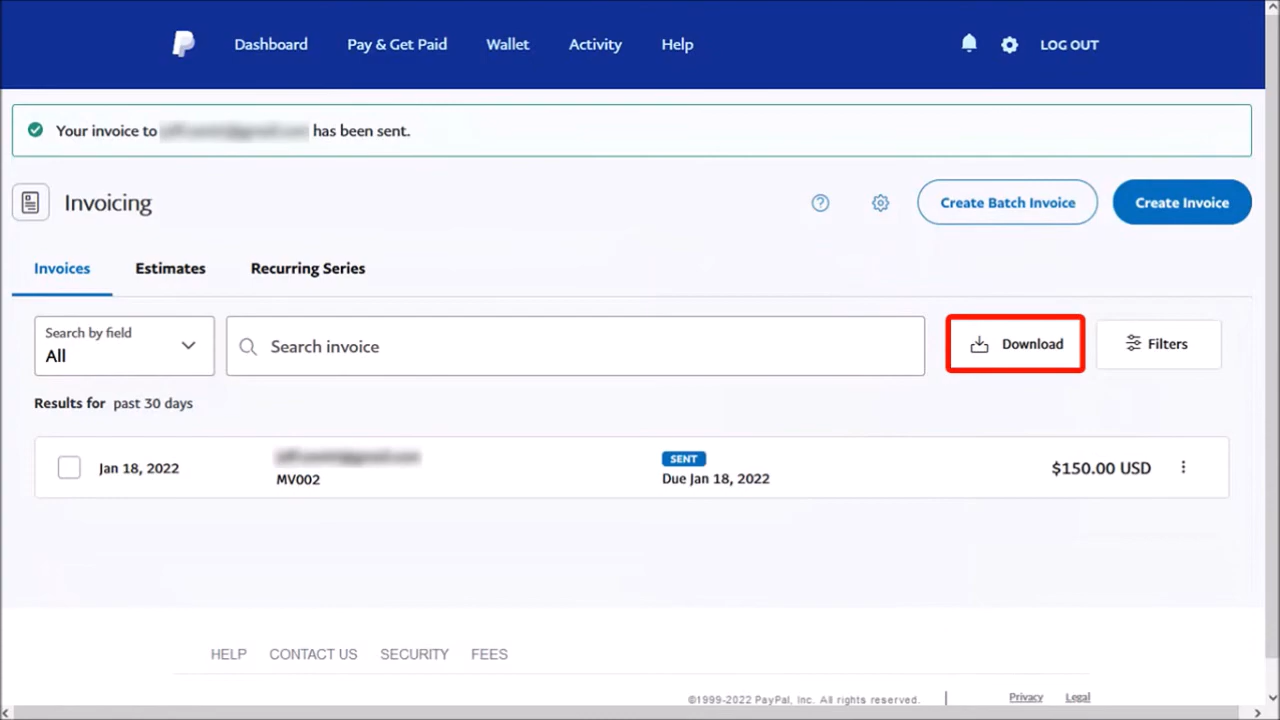 Dashboard Pay & Get Paid Wallet Activity Help LOG OUT
Your invoice to has been sent.
Invoicing Create Batch Invoice Create Invoice
Invoices Estimates Recurring Series
Search by field
All Search invoice Download Filters
Results for past 30 days
Jan 18, 2022 SENT $150.00 USD
MV002 Due Jan 18, 2022
HELP CONTACT US SECURITY FEES
©1999-2022 PayPal, Inc. All rights reserved. | Privacy Legal